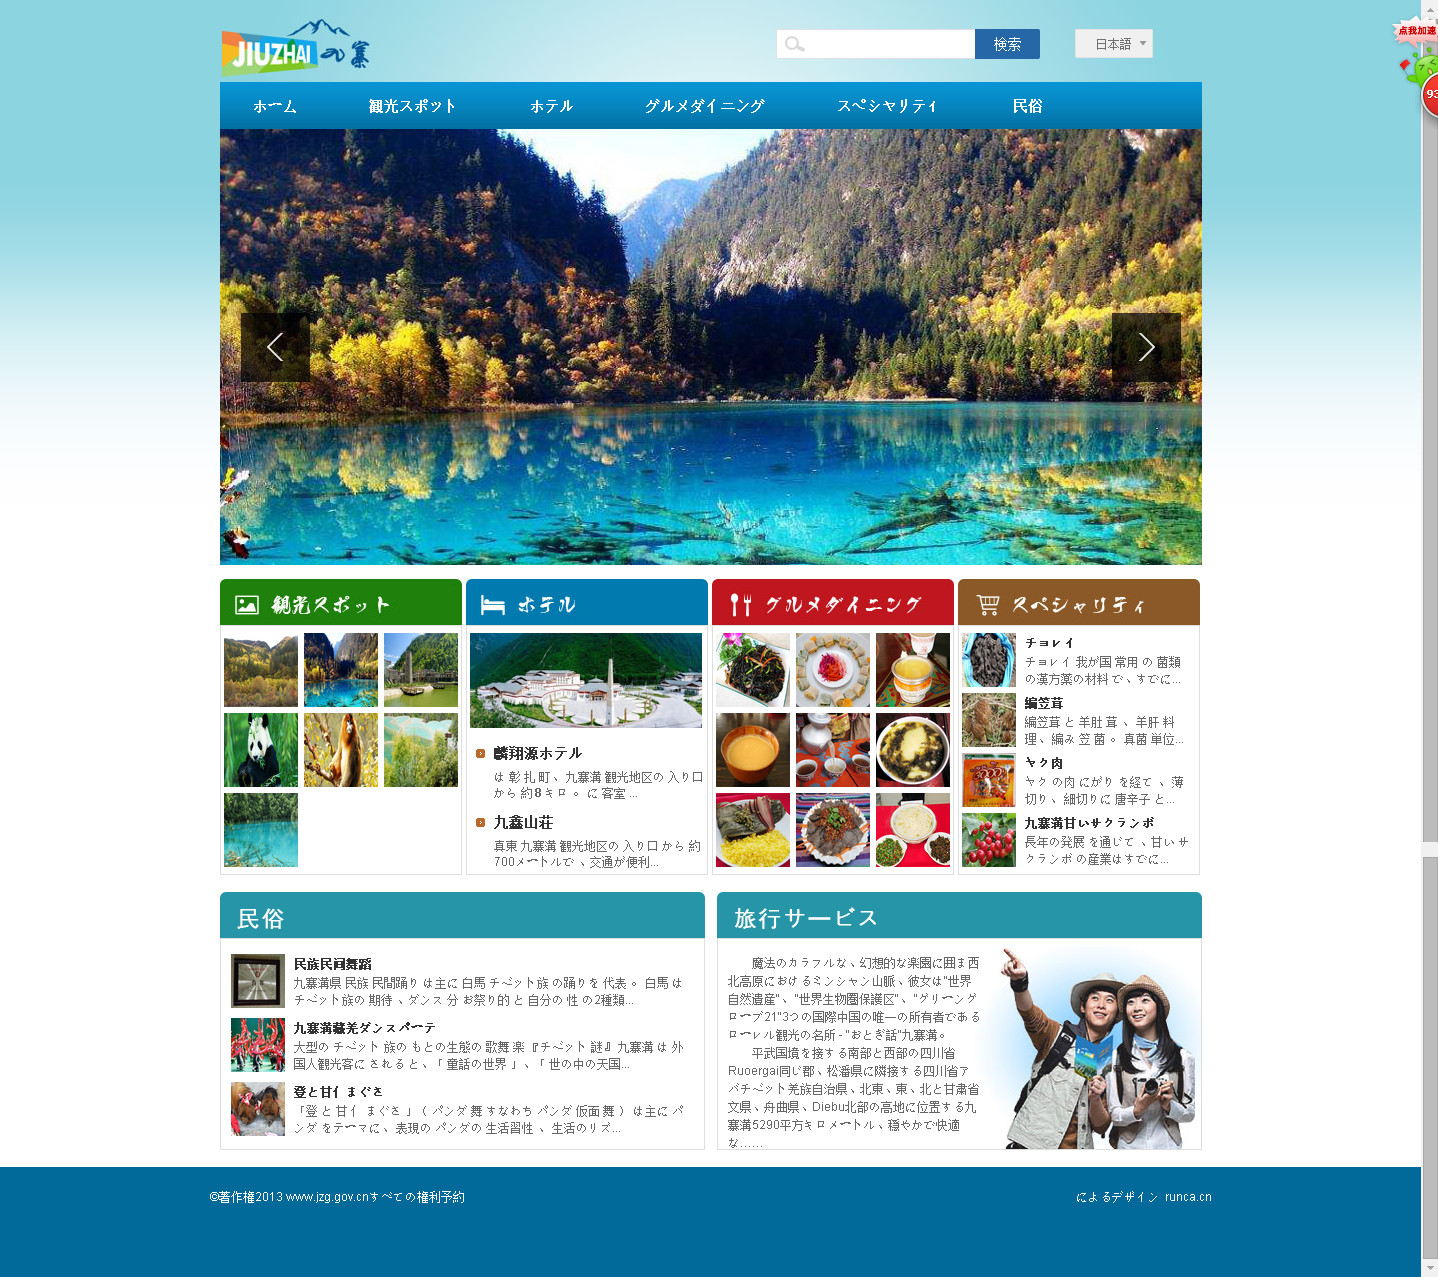 JIUZHAI 九寨
検索
日本語
点我加速
93
ホーム 観光スポット ホテル グルメダイニング スペシャリティ 民俗
観光スポット
ホテル
麟翔源ホテル
は 彰 扎 町、九寨溝 観光地区の 入り口
から 約８キロ 。 に 客室 ...
九鑫山荘
真東 九寨溝 観光地区の 入り口 から 約
700メートルで 、交通が便利...
グルメダイニング
スペシャリティ
チョレイ
チョレイ 我が国 常用 の 菌類
の漢方薬の材料 で、すでに...
編笠茸
編笠茸 と 羊肚 茸 、 羊肝 料
理、編み 笠 菌 。 真菌 単位...
ヤク肉
ヤク の肉 にがり を経て 、 薄
切り、 細切りに 唐辛子 と...
九寨溝甘いサクランボ
長年の発展 を通じて 、甘い サ
クランボ の産業はすでに...
民俗
民族民间舞蹈
九寨溝県 民族 民間踊り は主に 白馬 チベット族 の踊りを 代表 。 白馬 は
チベット族の 期待 、ダンス 分 お祭り的 と 自分の 性 の2種類...
九寨溝蔵羌ダンスパーテ
大型の チベット 族の もとの生態の 歌舞 楽 『チベット 謎』 九寨溝 は 外
国人観光客に される と、「 童話の世界 」、「 世の中の天国...
登と甘亻まぐさ
「登 と 甘亻 まぐさ 」（ パンダ 舞 すなわち パンダ 仮面 舞 ） は主に パ
ンダ をテーマに、表現の パンダの 生活習性 、 生活のリズ...
旅行サービス
魔法のカラフルな、幻想的な楽園に囲ま西
北高原におけるミンシャン山脈、彼女は"世界
自然遺産"、"世界生物圏保護区"、"グリーング
ローブ21"3つの国際中国の唯一の所有者である
ローレル観光の名所 - "おとぎ話"九寨溝。
平武国境を接する南部と西部の四川省
Ruoergai同じ郡、松潘県に隣接する四川省ア
バチベット羌族自治県、北東、東、北と甘粛省
文県、舟曲県、Diebu北部の高地に位置する九
寨溝5290平方キロメートル、穏やかで快適
な......
©著作権2013 www.jzg.gov.cnすべての権利予約
によるデザイン runca.cn